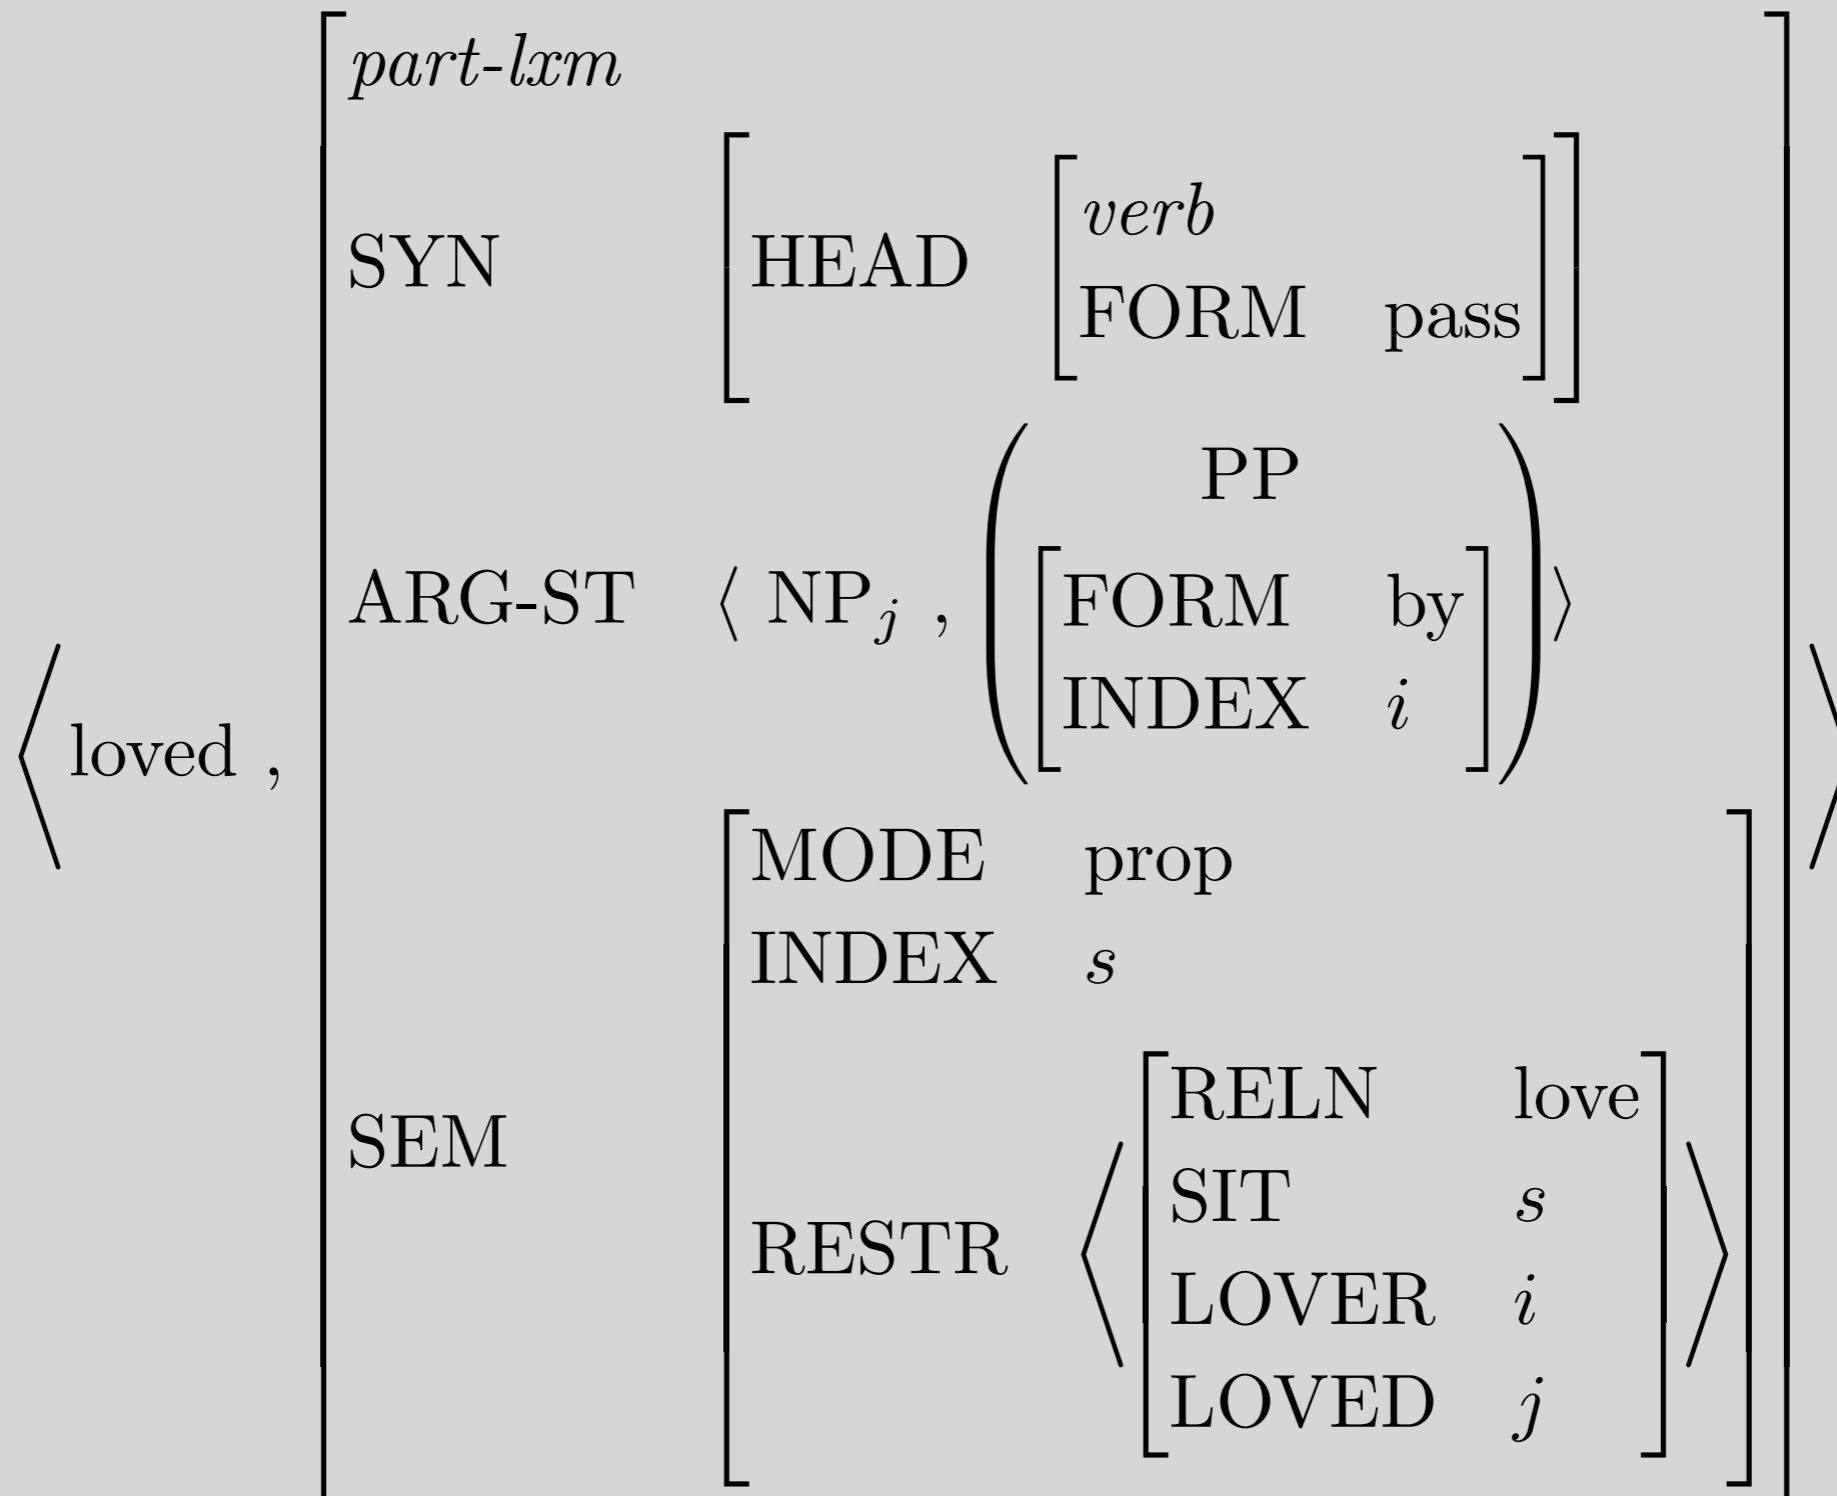 part-lxm
verb
SYN HEAD
FORM pass
PP
ARG-ST ⟨ NP_j , FORM by ⟩
INDEX i
⟨ loved ,
MODE prop
INDEX s
RELN love
SEM
SIT s
RESTR
LOVER i
LOVED j